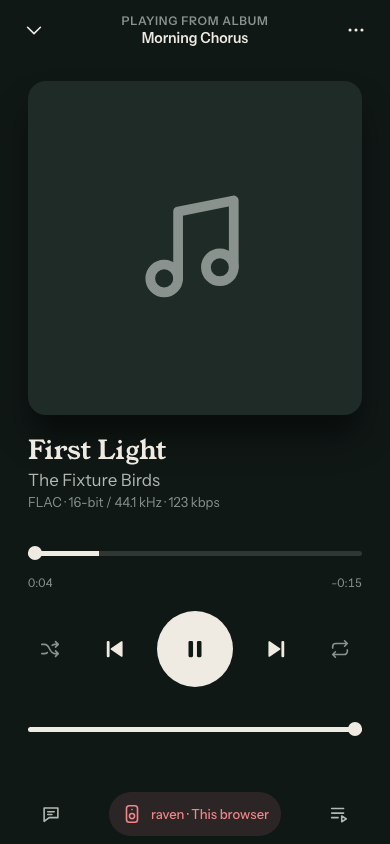 PLAYING FROM ALBUM
Morning Chorus
First Light
The Fixture Birds
FLAC · 16-bit / 44.1 kHz · 123 kbps
0:04
-0:15
raven · This browser